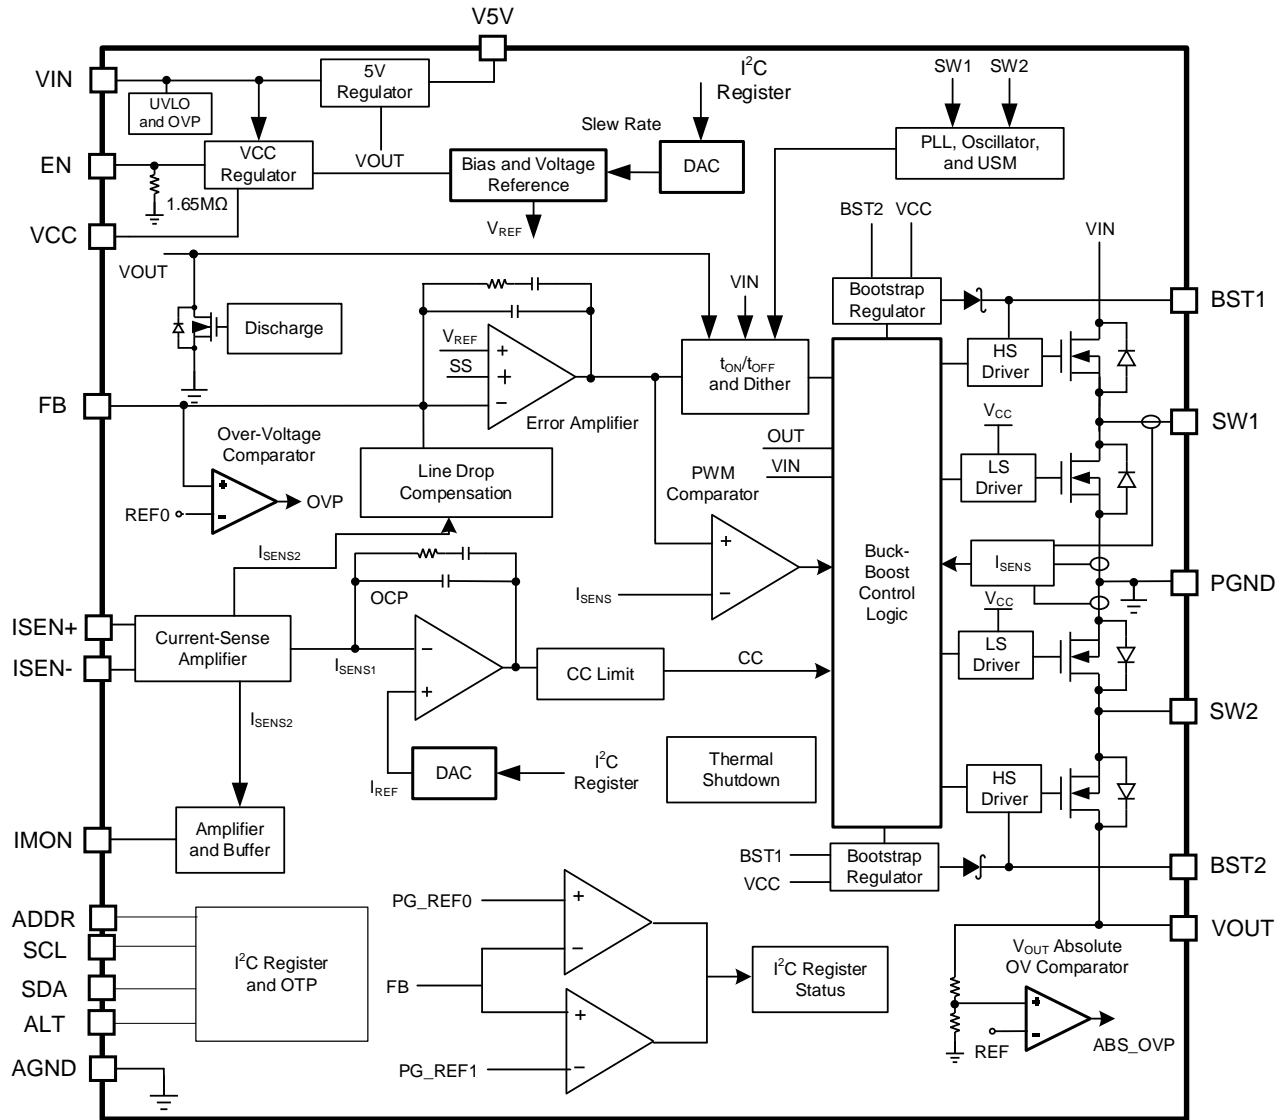 V5V
VIN
5V
Regulator
UVLO
and OVP
I²C
Register
SW1 SW2
Slew Rate
EN
VCC
Regulator
VOUT
Bias and Voltage
Reference
DAC
PLL, Oscillator,
and USM
1.65MΩ
VCC
VREF
BST2 VCC
VIN
VOUT
VIN
Bootstrap
Regulator
BST1
Discharge
VREF
SS
tON/tOFF
and Dither
HS
Driver
FB
Error Amplifier
SW1
Over-Voltage
Comparator
VCC
OUT
VIN
Line Drop
Compensation
PWM
Comparator
LS
Driver
REF0
OVP
ISENS2
Buck-
Boost
Control
Logic
ISENS
PGND
OCP
ISENS
VCC
ISEN+
ISEN-
Current-Sense
Amplifier
ISENS1
CC Limit
CC
LS
Driver
ISENS2
SW2
IREF
DAC
I²C
Register
Thermal
Shutdown
HS
Driver
IMON
Amplifier
and Buffer
BST1
VCC
Bootstrap
Regulator
BST2
ADDR
SCL
SDA
ALT
AGND
I²C Register
and OTP
PG_REF0
FB
PG_REF1
I²C Register
Status
VOUT
VOUT Absolute
OV Comparator
REF
ABS_OVP